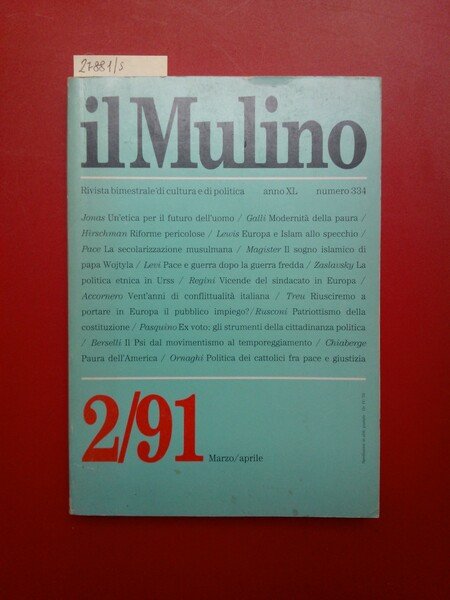 27881/s
il Mulino
Rivista bimestrale di cultura e di politica anno XL numero 334
Jonas Un'etica per il futuro dell'uomo / Galli Modernità della paura /
Hirschman Riforme pericolose / Lewis Europa e Islam allo specchio /
Pace La secolarizzazione musulmana / Magister Il sogno islamico di
papa Wojtyla / Levi Pace e guerra dopo la guerra fredda / Zaslavsky La
politica etnica in Urss / Regini Vicende del sindacato in Europa /
Accornero Vent'anni di conflittualità italiana / Treu Riusciremo a
portare in Europa il pubblico impiego?/ Rusconi Patriottismo della
costituzione / Pasquino Ex voto: gli strumenti della cittadinanza politica
/ Berselli Il Psi dal movimentismo al temporeggiamento / Chiaberge
Paura dell'America / Ornaghi Politica dei cattolici fra pace e giustizia
2/91 Marzo/aprile